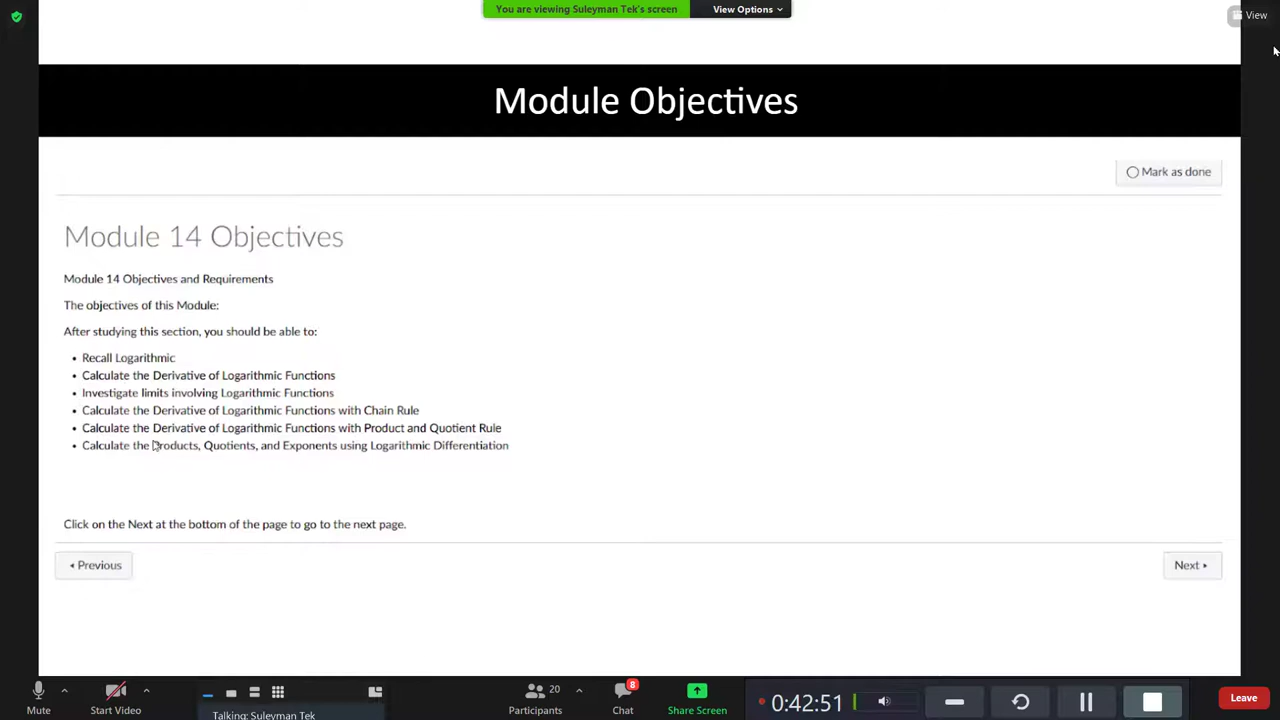 You are viewing Suleyman Tek's screen
View Options
View
Module Objectives
Mark as done
Module 14 Objectives
Module 14 Objectives and Requirements
The objectives of this Module:
After studying this section, you should be able to:
• Recall Logarithmic
• Calculate the Derivative of Logarithmic Functions
• Investigate limits involving Logarithmic Functions
• Calculate the Derivative of Logarithmic Functions with Chain Rule
• Calculate the Derivative of Logarithmic Functions with Product and Quotient Rule
• Calculate the Products, Quotients, and Exponents using Logarithmic Differentiation
Click on the Next at the bottom of the page to go to the next page.
Previous
Next
Mute
Start Video
Talking: Suleyman Tek
20
Participants
8
Chat
Share Screen
0:42:51
Leave